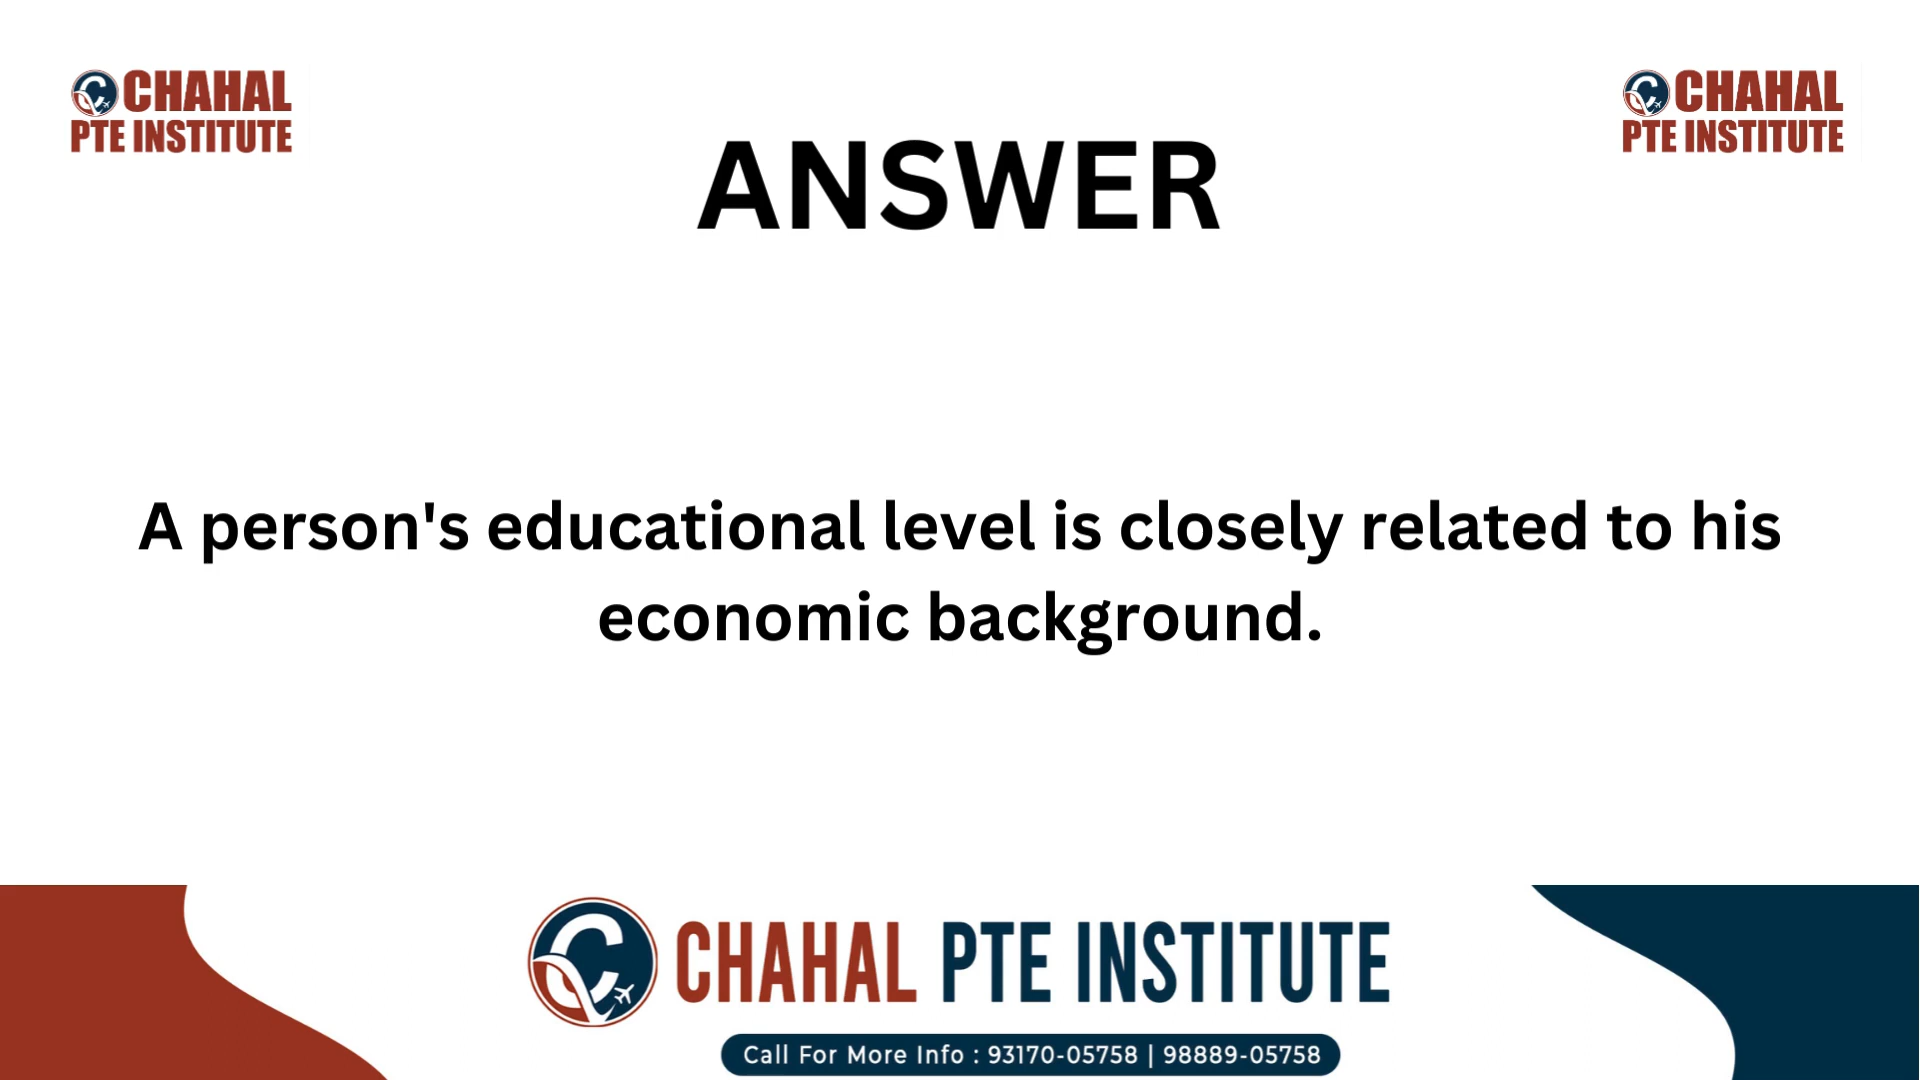 CHAHAL
PTE INSTITUTE
CHAHAL
PTE INSTITUTE
ANSWER
A person's educational level is closely related to his
economic background.
CHAHAL PTE INSTITUTE
Call For More Info : 93170-05758 | 98889-05758